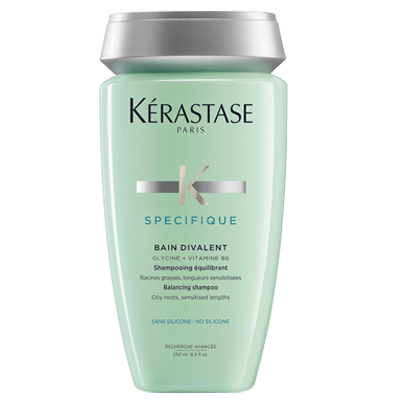 KÉRASTASE
PARIS
K
SPECIFIQUE
BAIN DIVALENT
GLYCINE + VITAMINE B6
Shampooing équilibrant
Racines grasses, longueurs sensibilisées
Balancing shampoo
Oily roots, sensitised lengths
SANS SILICONE - NO SILICONE
RECHERCHE AVANCÉE
250 ml 8.5 fl oz